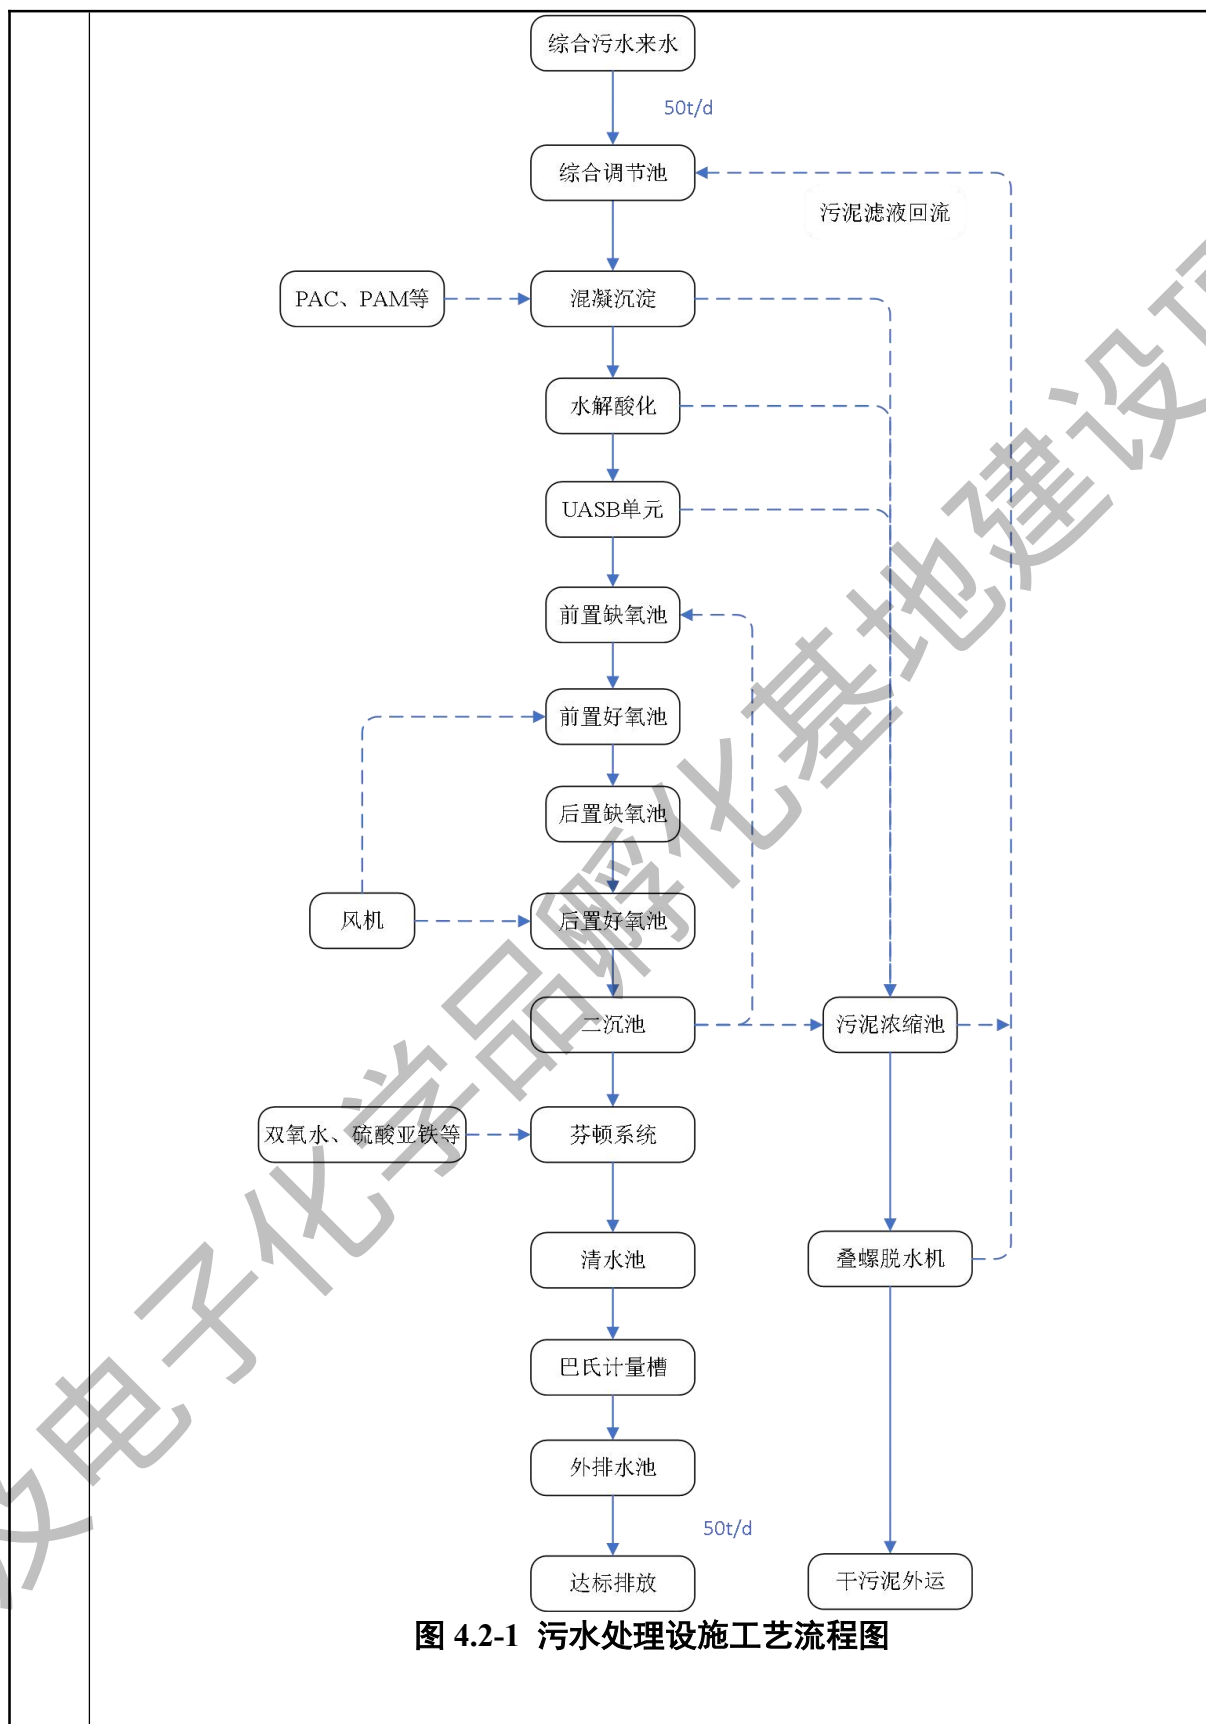 综合污水来水
50t/d
综合调节池
污泥滤液回流
PAC、PAM等
混凝沉淀
水解酸化
UASB单元
前置缺氧池
前置好氧池
后置缺氧池
风机
后置好氧池
二沉池
污泥浓缩池
双氧水、硫酸亚铁等
芬顿系统
清水池
叠螺脱水机
巴氏计量槽
外排水池
50t/d
达标排放
干污泥外运
图 4.2-1 污水处理设施工艺流程图
及电子化学品孵化基地建设项